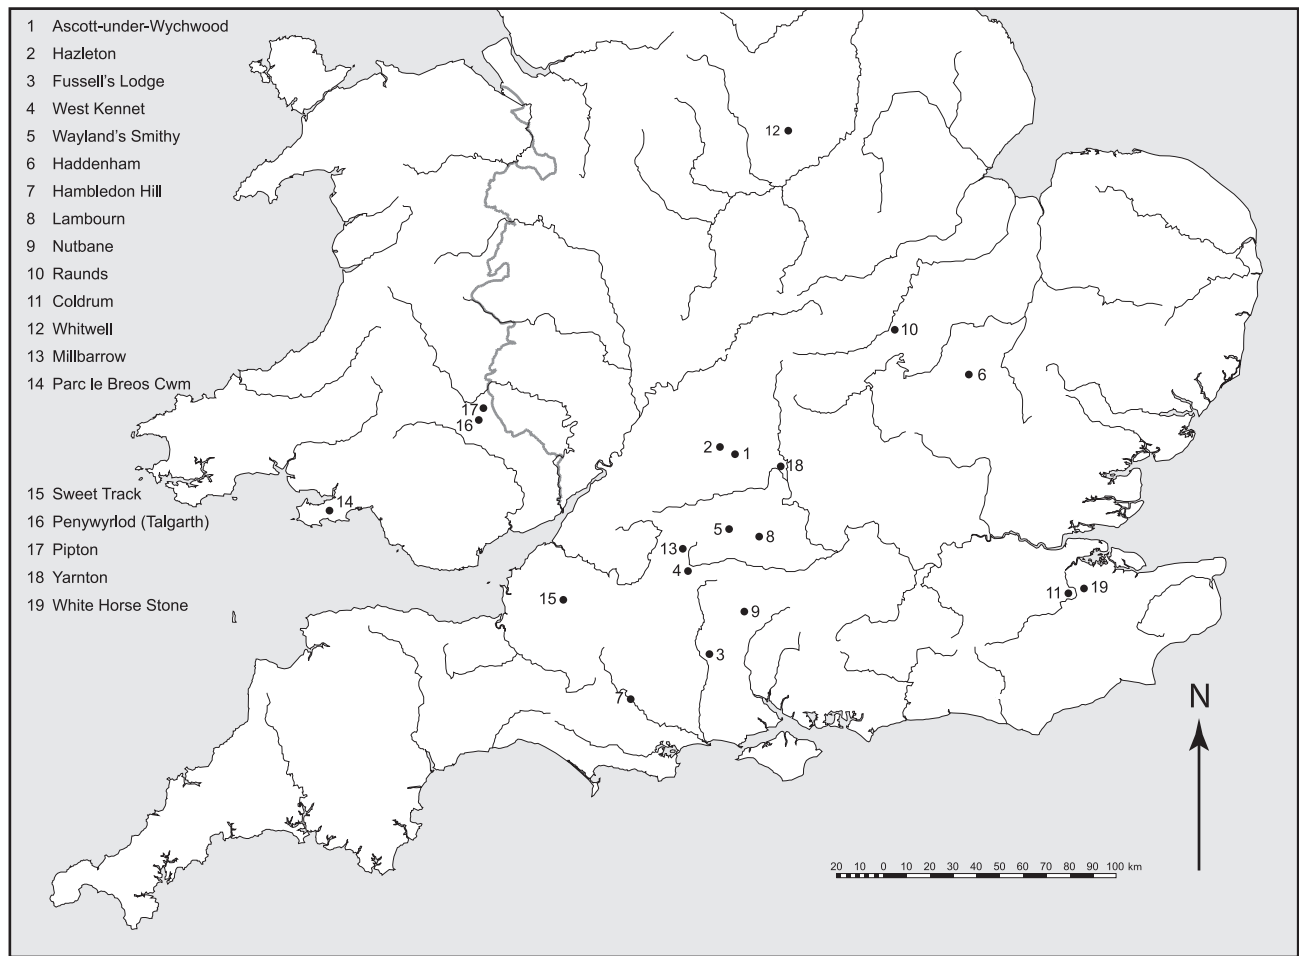 1 Ascott-under-Wychwood
2 Hazleton
3 Fussell's Lodge
4 West Kennet
5 Wayland's Smithy
6 Haddenham
7 Hambledon Hill
8 Lambourn
9 Nutbane
10 Raunds
11 Coldrum
12 Whitwell
13 Millbarrow
14 Parc le Breos Cwm
15 Sweet Track
16 Penywyrlod (Talgarth)
17 Pipton
18 Yarnton
19 White Horse Stone
12
10
6
17
16
2
1
18
14
5
8
13
4
15
11
19
9
3
7
N
20 10 0 10 20 30 40 50 60 70 80 90 100 km